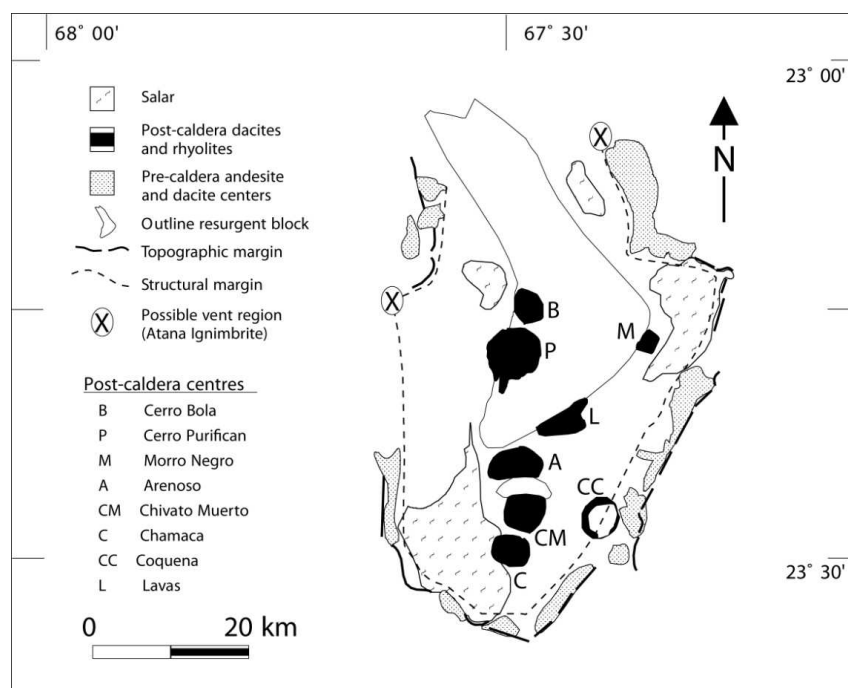 68° 00'
67° 30'
23° 00'
Salar
Post-caldera dacites
and rhyolites
Pre-caldera andesite
and dacite centers
Outline resurgent block
Topographic margin
Structural margin
X Possible vent region
(Atana Ignimbrite)
Post-caldera centres
B Cerro Bola
P Cerro Purifican
M Morro Negro
A Arenoso
CM Chivato Muerto
C Chamaca
CC Coquena
L Lavas
0 20 km
X
N
X
B
M
P
L
A
CC
CM
C
23° 30'